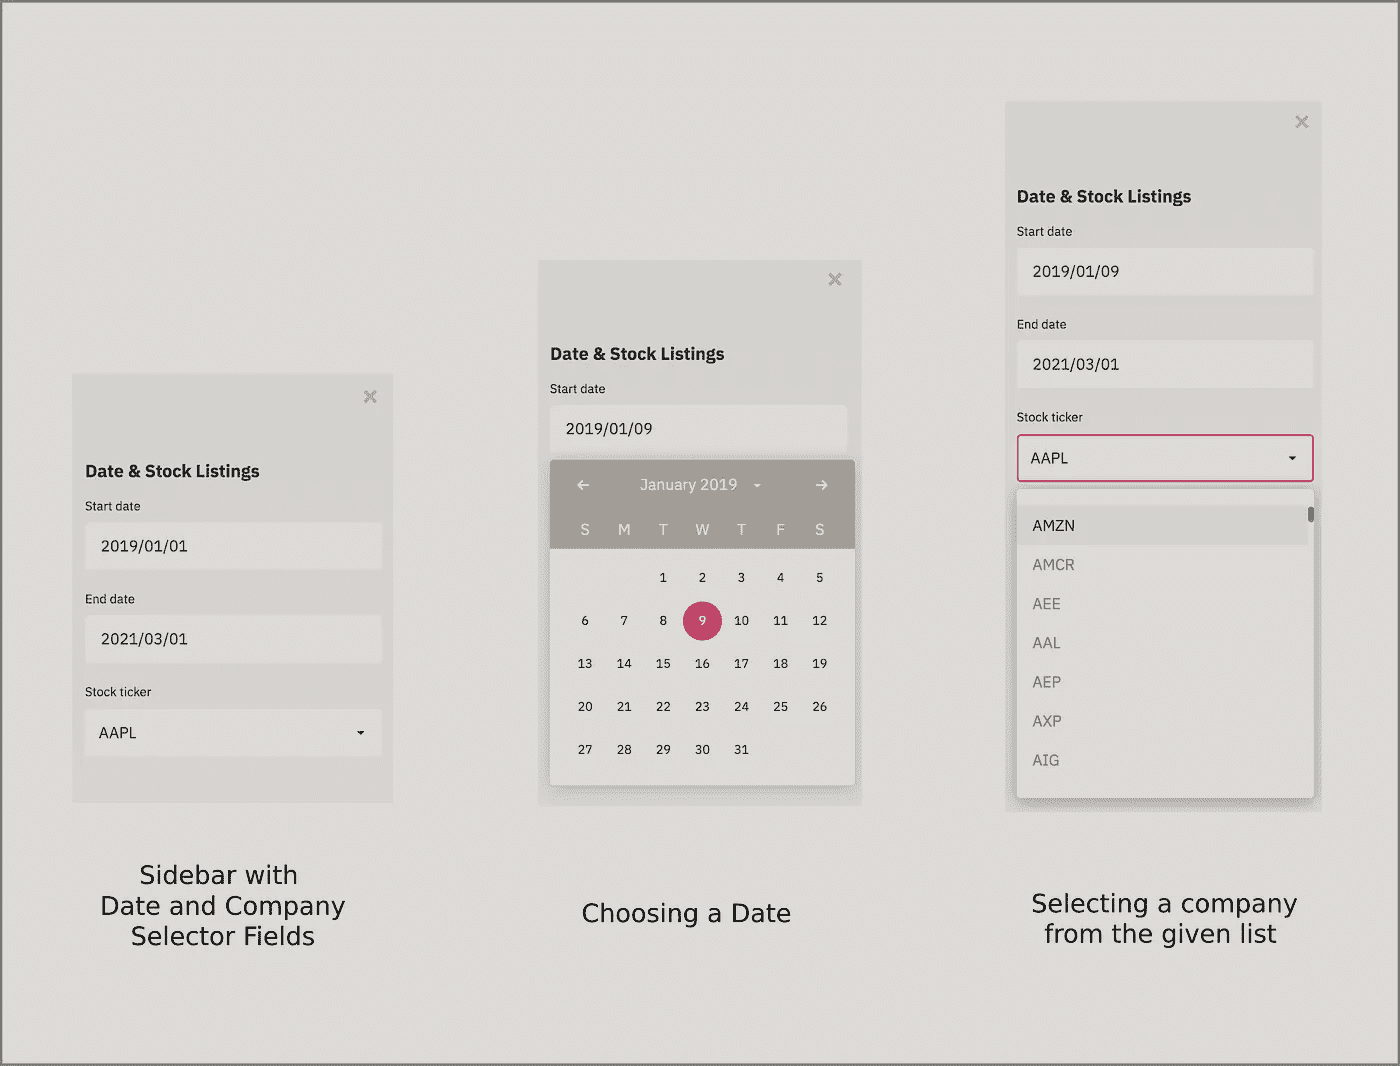 Date & Stock Listings
Start date
2019/01/01
End date
2021/03/01
Stock ticker
AAPL
Sidebar with
Date and Company
Selector Fields
Date & Stock Listings
Start date
2019/01/09
January 2019
S M T W T F S
1 2 3 4 5
6 7 8 9 10 11 12
13 14 15 16 17 18 19
20 21 22 23 24 25 26
27 28 29 30 31
Choosing a Date
Date & Stock Listings
Start date
2019/01/09
End date
2021/03/01
Stock ticker
AAPL
AMZN
AMCR
AEE
AAL
AEP
AXP
AIG
Selecting a company
from the given list